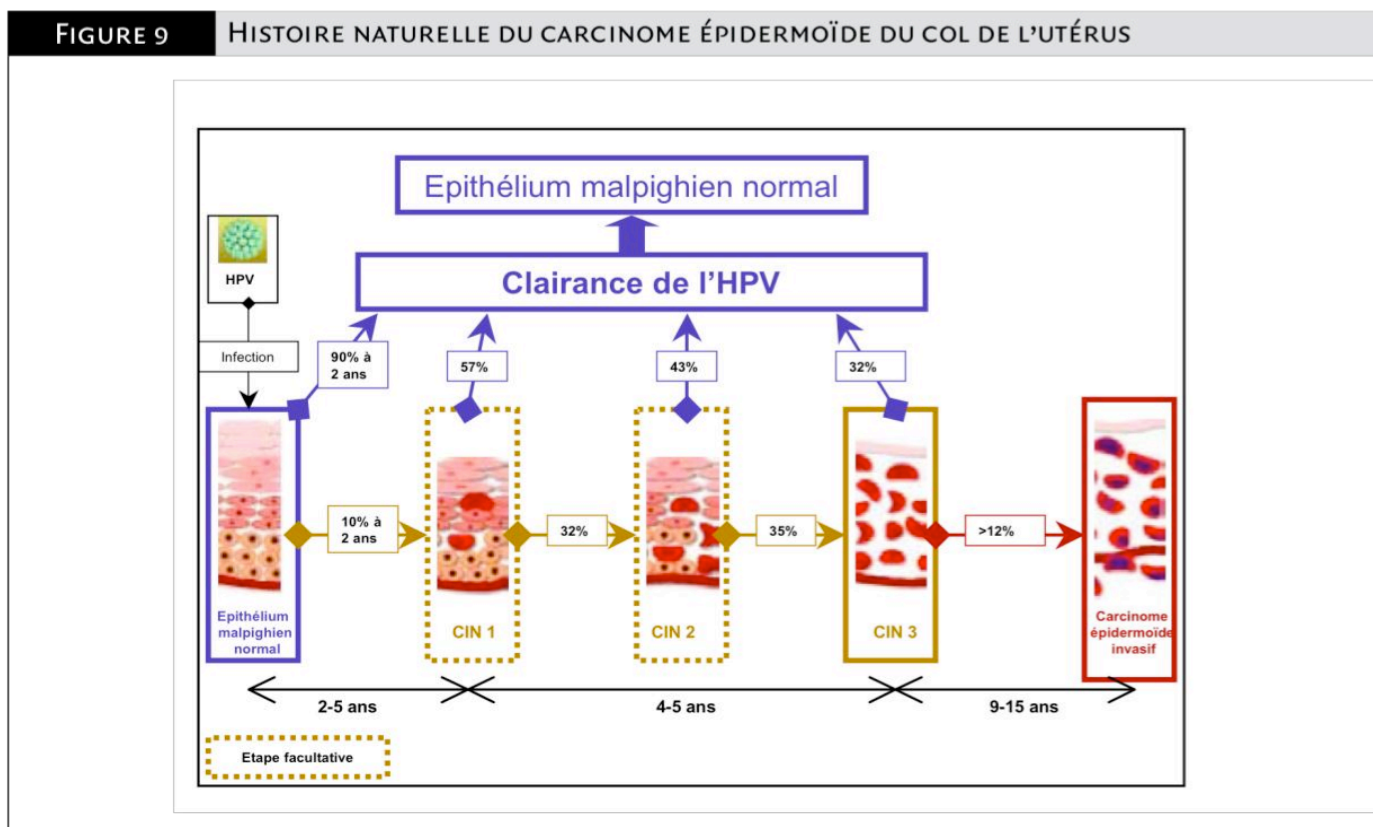 FIGURE 9
HISTOIRE NATURELLE DU CARCINOME ÉPIDERMOÏDE DU COL DE L'UTÉRUS
Epithélium malpighien normal
HPV
Clairance de l'HPV
Infection
90% à
2 ans
57%
43%
32%
10% à
2 ans
32%
35%
>12%
Epithélium
malpighien
normal
CIN 1
CIN 2
CIN 3
Carcinome
épidermoïde
invasif
2-5 ans
4-5 ans
9-15 ans
Etape facultative